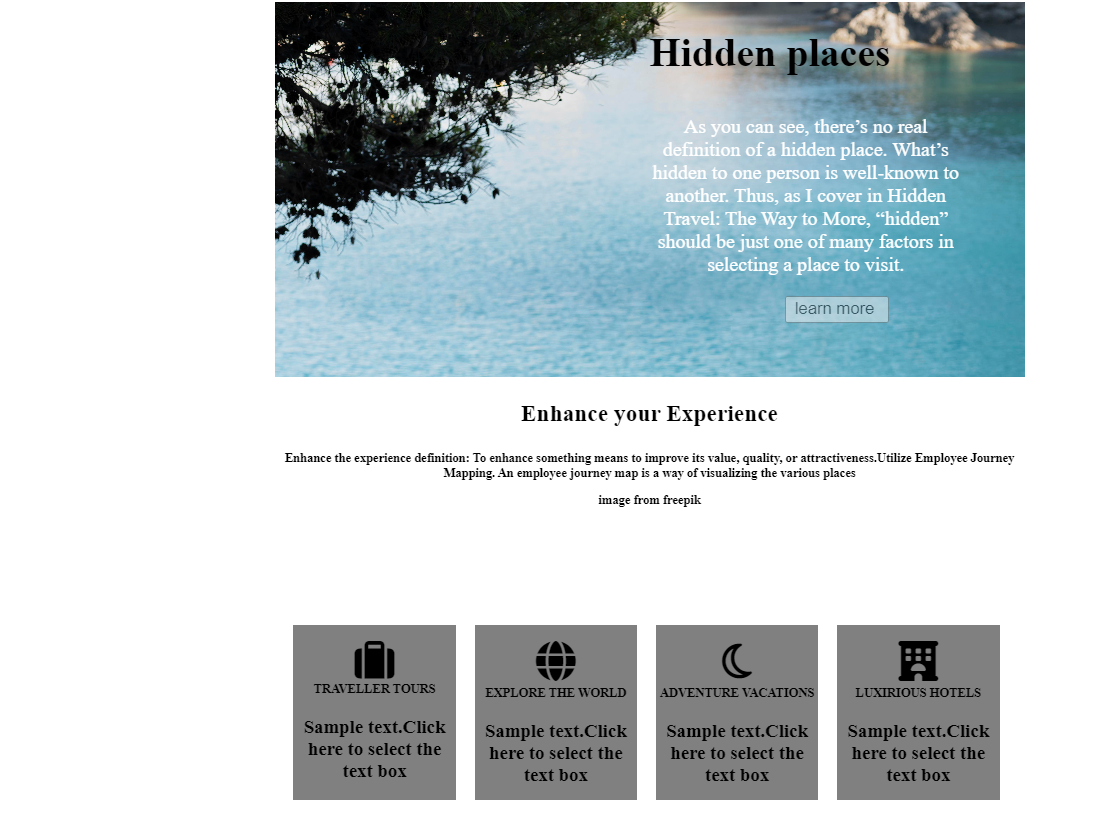 Hidden places
As you can see, there’s no real
definition of a hidden place. What’s
hidden to one person is well-known to
another. Thus, as I cover in Hidden
Travel: The Way to More, “hidden”
should be just one of many factors in
selecting a place to visit.
learn more
Enhance your Experience
Enhance the experience definition: To enhance something means to improve its value, quality, or attractiveness.Utilize Employee Journey
Mapping. An employee journey map is a way of visualizing the various places
image from freepik
TRAVELLER TOURS
Sample text.Click
here to select the
text box
EXPLORE THE WORLD
Sample text.Click
here to select the
text box
ADVENTURE VACATIONS
Sample text.Click
here to select the
text box
LUXIRIOUS HOTELS
Sample text.Click
here to select the
text box